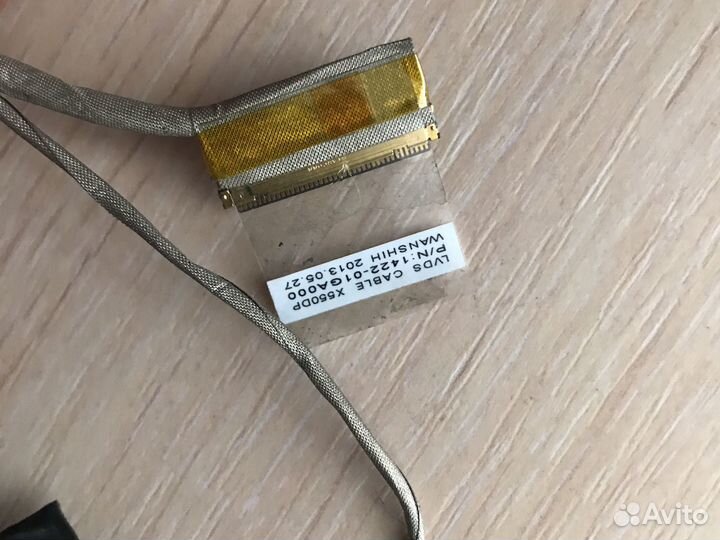 LVDS CABLE X550DP
P/N:1422-01GA000
WANSHIH 2013.05.27
Avito